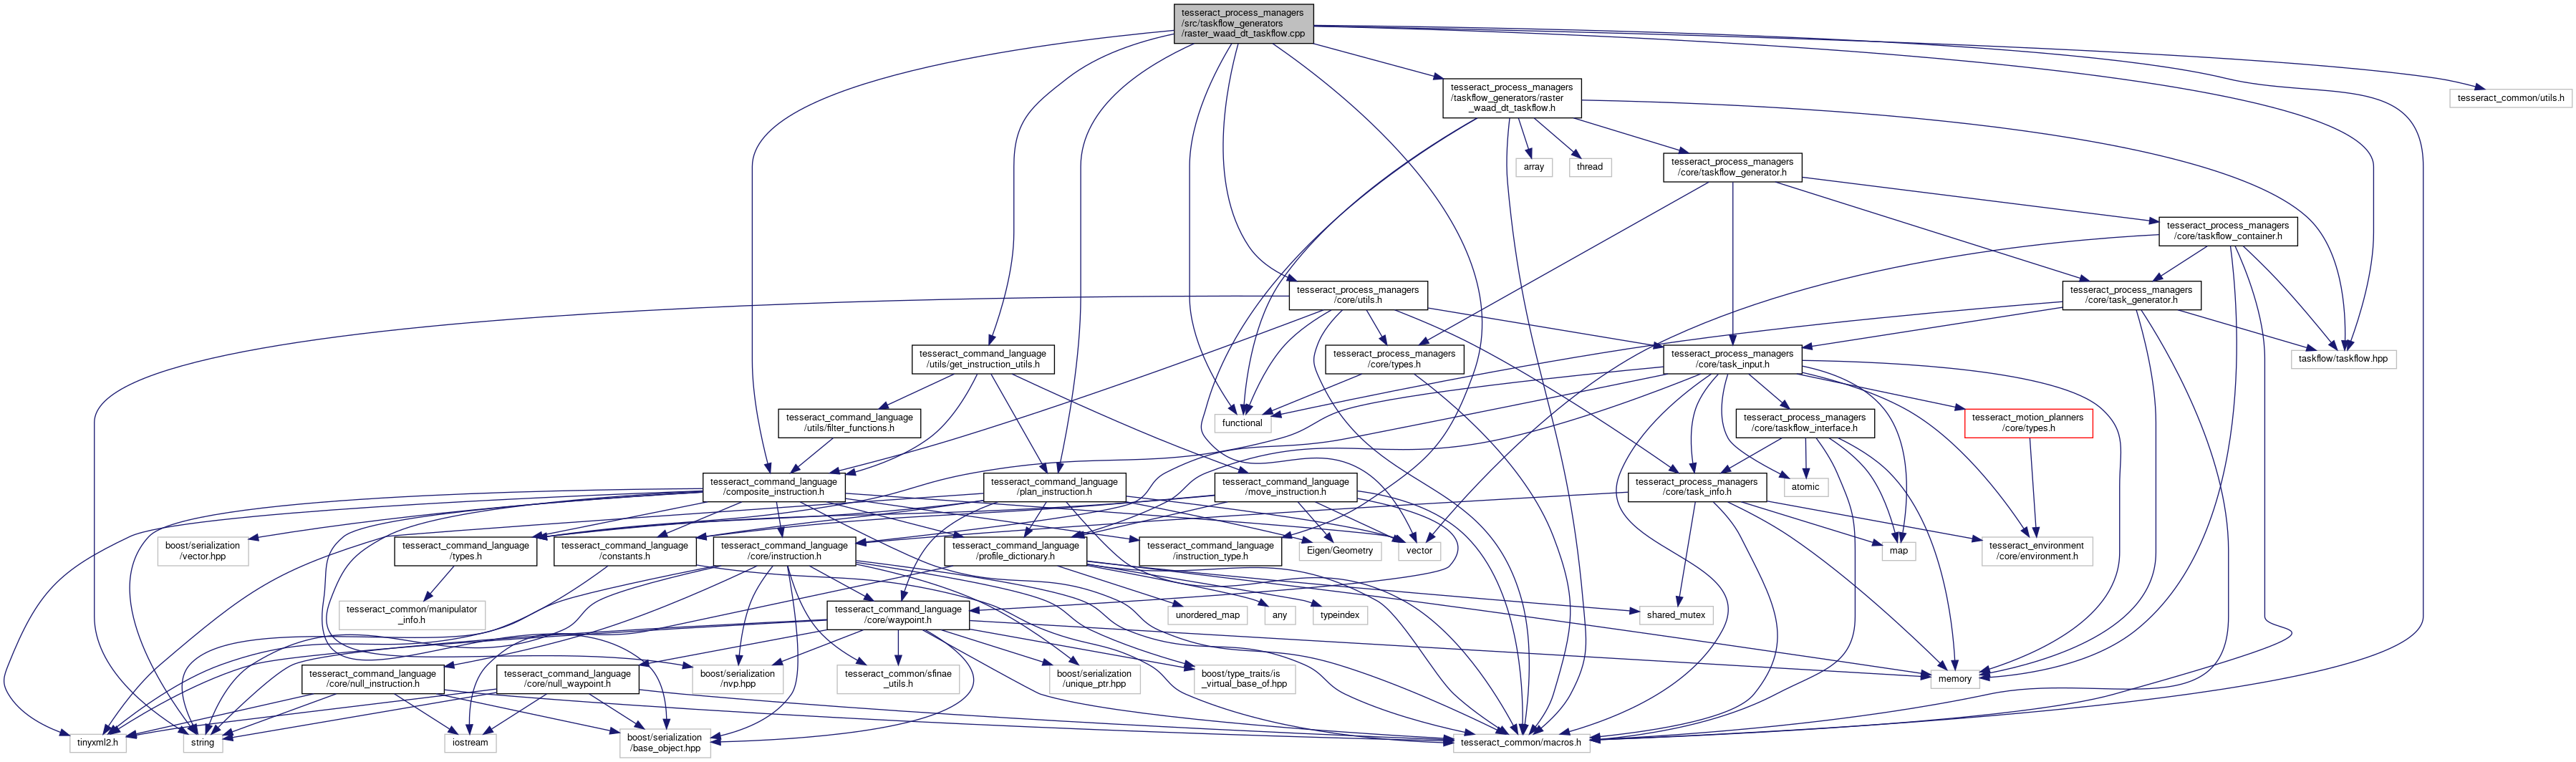 tesseract_process_managers
/src/taskflow_generators
/raster_waad_dt_taskflow.cpp
tesseract_process_managers
/taskflow_generators/raster
_waad_dt_taskflow.h
tesseract_common/utils.h
array
thread
tesseract_process_managers
/core/taskflow_generator.h
tesseract_process_managers
/core/taskflow_container.h
tesseract_process_managers
/core/utils.h
tesseract_process_managers
/core/task_generator.h
tesseract_command_language
/utils/get_instruction_utils.h
tesseract_process_managers
/core/types.h
tesseract_process_managers
/core/task_input.h
taskflow/taskflow.hpp
tesseract_command_language
/utils/filter_functions.h
functional
tesseract_process_managers
/core/taskflow_interface.h
tesseract_motion_planners
/core/types.h
tesseract_command_language
/composite_instruction.h
tesseract_command_language
/plan_instruction.h
tesseract_command_language
/move_instruction.h
tesseract_process_managers
/core/task_info.h
atomic
boost/serialization
/vector.hpp
tesseract_command_language
/types.h
tesseract_command_language
/constants.h
tesseract_command_language
/core/instruction.h
tesseract_command_language
/profile_dictionary.h
tesseract_command_language
/instruction_type.h
Eigen/Geometry
vector
map
tesseract_environment
/core/environment.h
tesseract_common/manipulator
_info.h
tesseract_command_language
/core/waypoint.h
unordered_map
any
typeindex
shared_mutex
tesseract_command_language
/core/null_instruction.h
tesseract_command_language
/core/null_waypoint.h
boost/serialization
/nvp.hpp
tesseract_common/sfinae
_utils.h
boost/serialization
/unique_ptr.hpp
boost/type_traits/is
_virtual_base_of.hpp
memory
tinyxml2.h
string
iostream
boost/serialization
/base_object.hpp
tesseract_common/macros.h